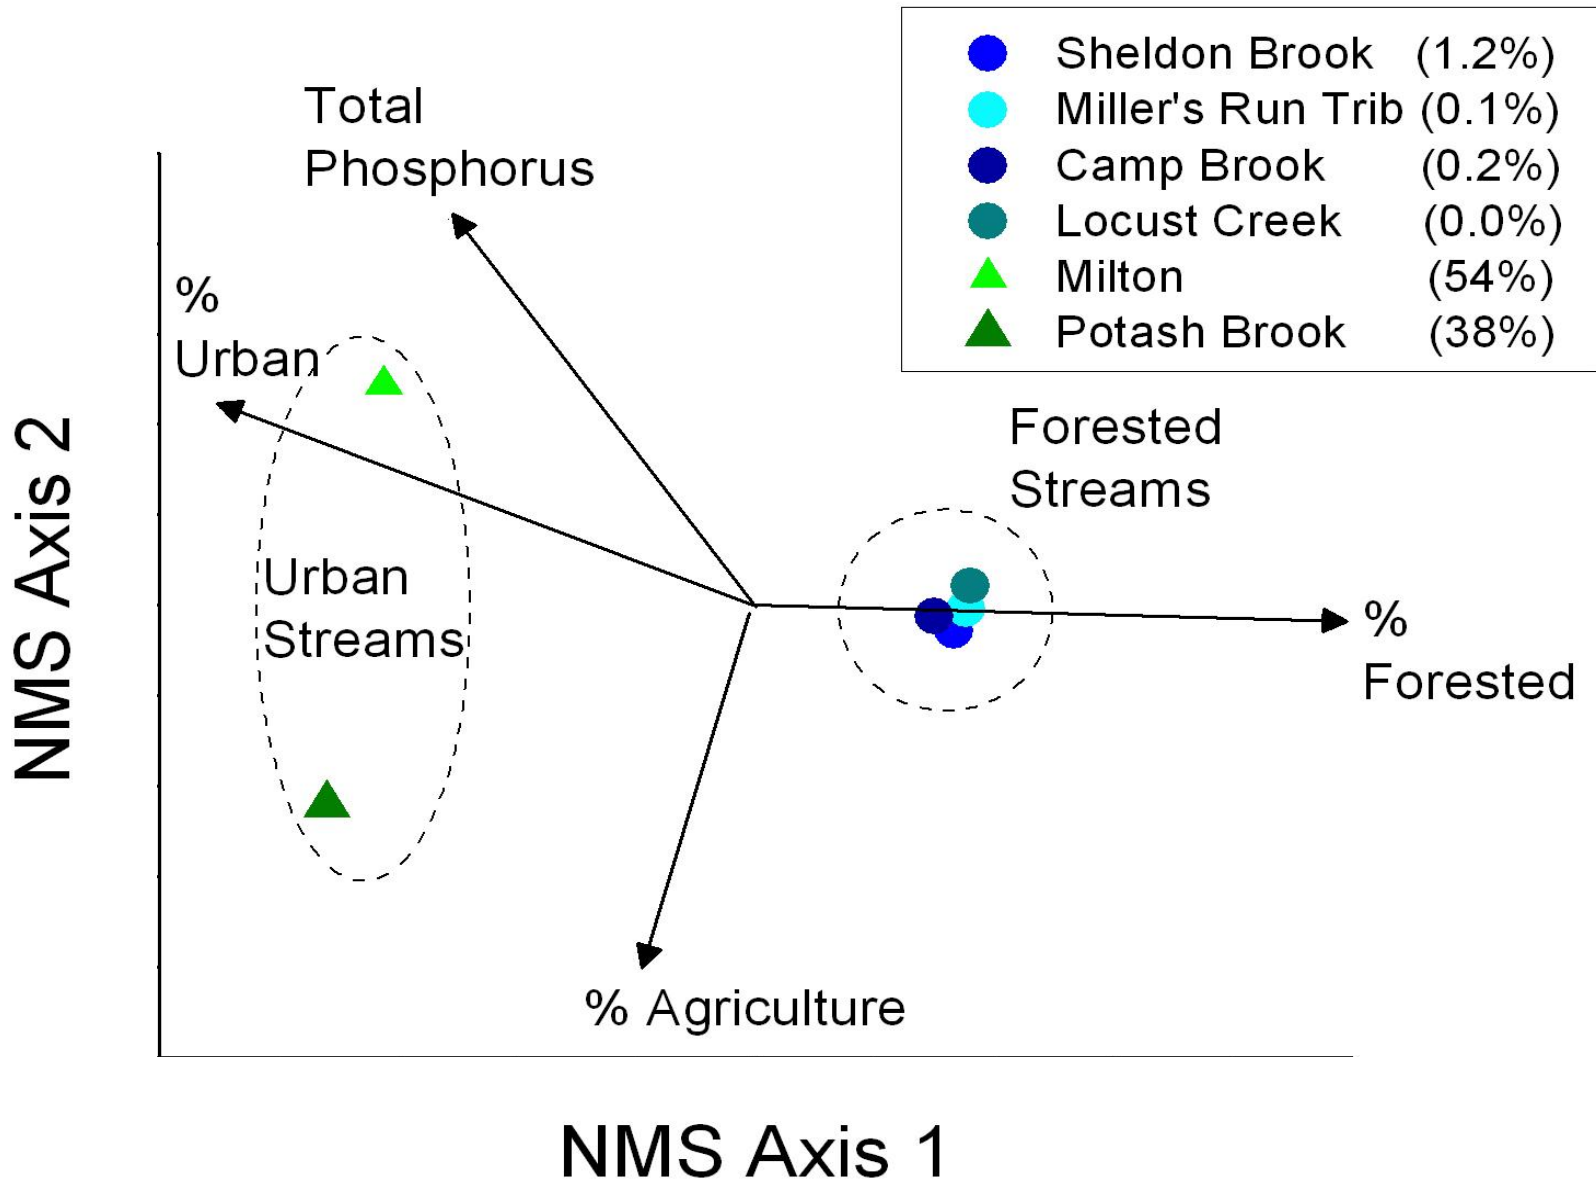 Total
Phosphorus
Sheldon Brook (1.2%)
Miller's Run Trib (0.1%)
Camp Brook (0.2%)
Locust Creek (0.0%)
Milton (54%)
Potash Brook (38%)
%
Urban
Forested
Streams
Urban
Streams
%
Forested
% Agriculture
NMS Axis 2
NMS Axis 1